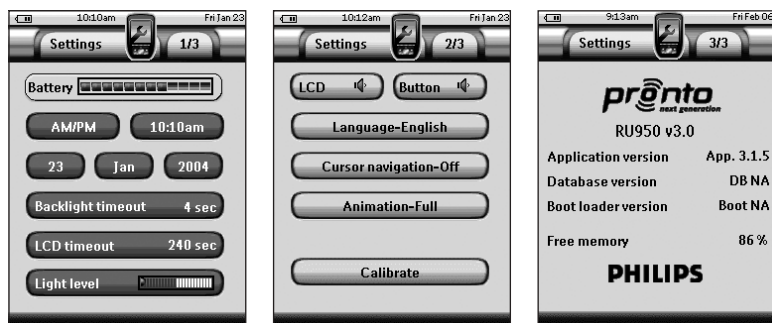 10:10am Fri Jan 23
Settings 1/3
Battery
AM/PM 10:10am
23 Jan 2004
Backlight timeout 4 sec
LCD timeout 240 sec
Light level
10:12am Fri Jan 23
Settings 2/3
LCD Button
Language-English
Cursor navigation-Off
Animation-Full
Calibrate
9:13am Fri Feb 06
Settings 3/3
pronto
next generation
RU950 v3.0
Application version App. 3.1.5
Database version DB NA
Boot loader version Boot NA
Free memory 86 %
PHILIPS